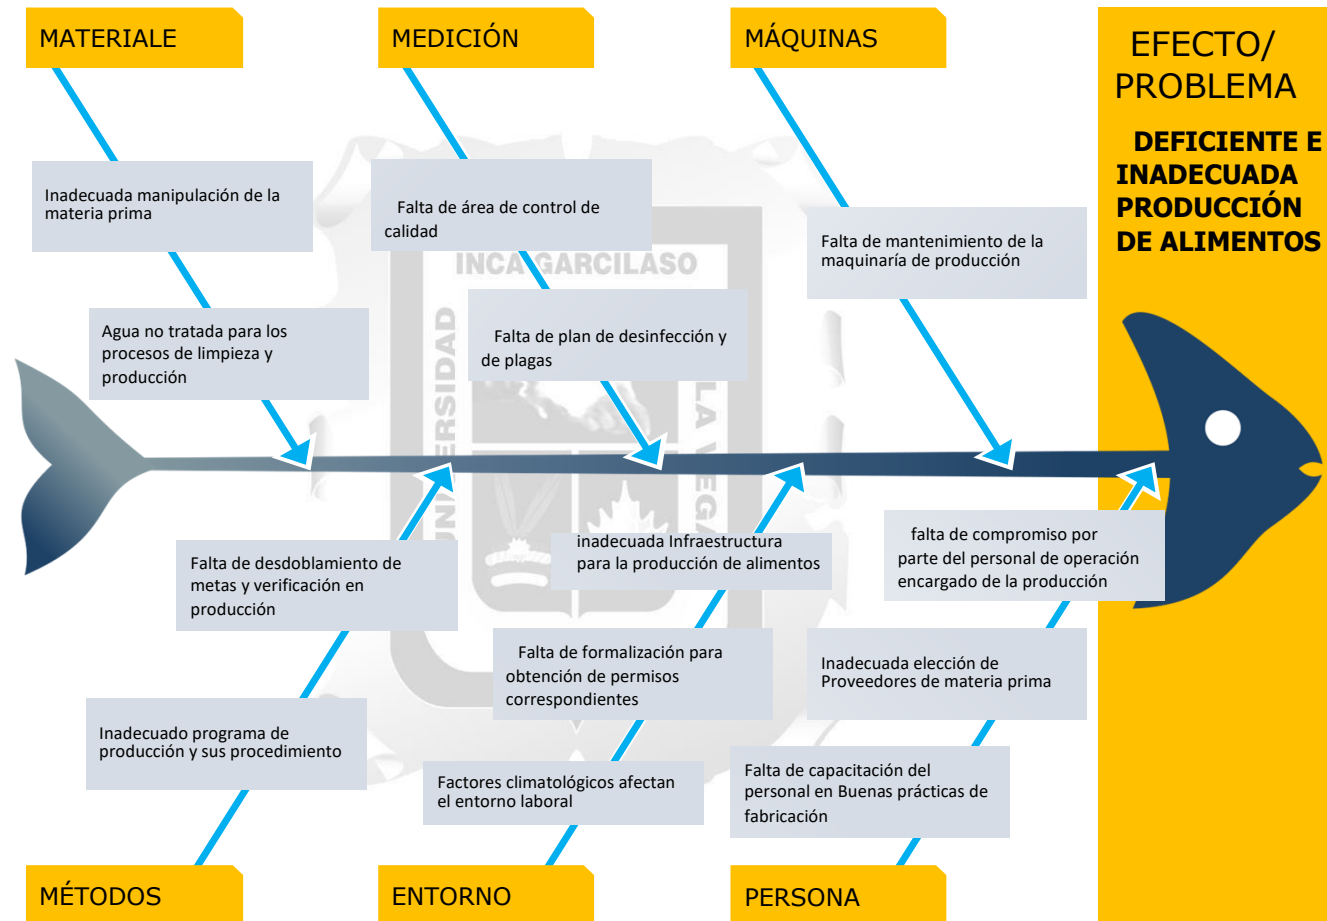 MATERIALE
MEDICIÓN
MÁQUINAS
EFECTO/
PROBLEMA
DEFICIENTE E
INADECUADA
PRODUCCIÓN
DE ALIMENTOS
Inadecuada manipulación de la
materia prima
Falta de área de control de
calidad
Falta de mantenimiento de la
maquinaría de producción
INCA GARCILASO
Agua no tratada para los
procesos de limpieza y
producción
Falta de plan de desinfección y
de plagas
UNIVERSIDAD
LA VEGA
Falta de desdoblamiento de
metas y verificación en
producción
inadecuada Infraestructura
para la producción de alimentos
falta de compromiso por
parte del personal de operación
encargado de la producción
Inadecuado programa de
producción y sus procedimiento
Falta de formalización para
obtención de permisos
correspondientes
Inadecuada elección de
Proveedores de materia prima
Factores climatológicos afectan
el entorno laboral
Falta de capacitación del
personal en Buenas prácticas de
fabricación
MÉTODOS
ENTORNO
PERSONA